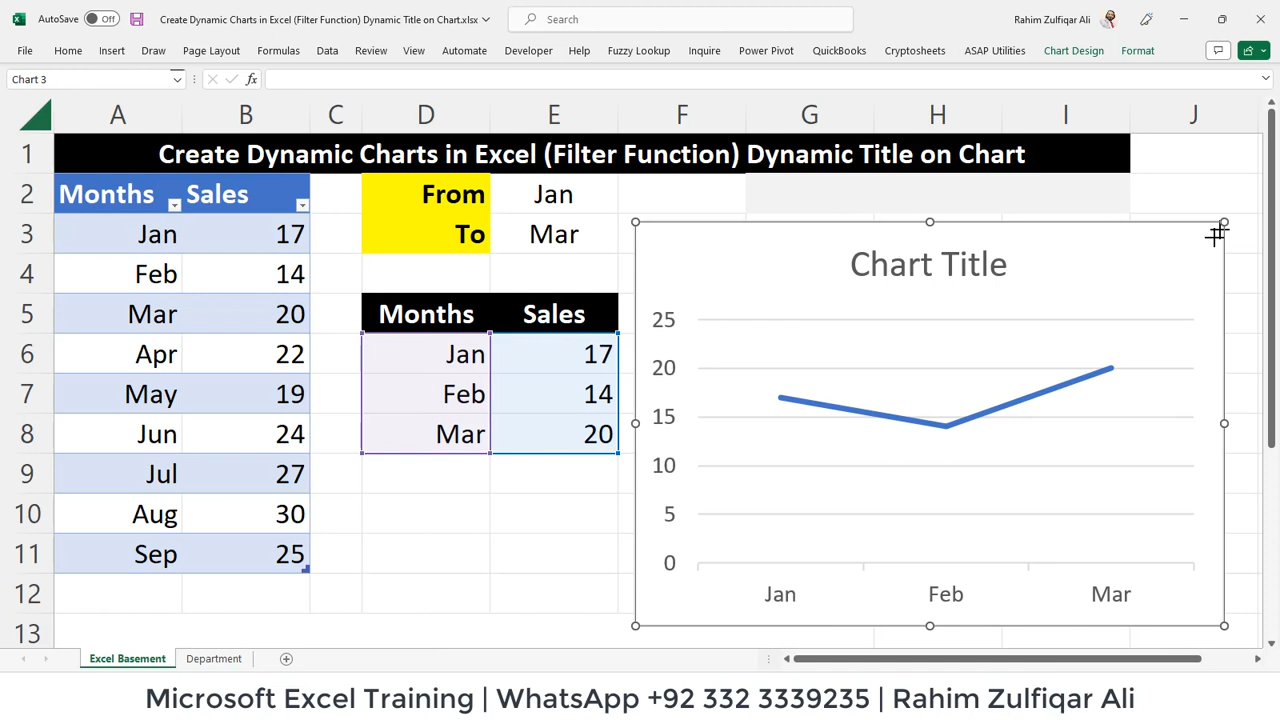 AutoSave Off Create Dynamic Charts in Excel (Filter Function) Dynamic Title on Chart.xlsx Search Rahim Zulfiqar Ali
File Home Insert Draw Page Layout Formulas Data Review View Automate Developer Help Fuzzy Lookup Inquire Power Pivot QuickBooks Cryptosheets ASAP Utilities Chart Design Format
Chart 3 fx
A B C D E F G H I J
1 Create Dynamic Charts in Excel (Filter Function) Dynamic Title on Chart
2 Months Sales From Jan
3 Jan 17 To Mar
4 Feb 14
5 Mar 20 Months Sales
6 Apr 22 Jan 17
7 May 19 Feb 14
8 Jun 24 Mar 20
9 Jul 27
10 Aug 30
11 Sep 25
12
13
Chart Title
25
20
15
10
5
0
Jan Feb Mar
Excel Basement Department
Microsoft Excel Training | WhatsApp +92 332 3339235 | Rahim Zulfiqar Ali